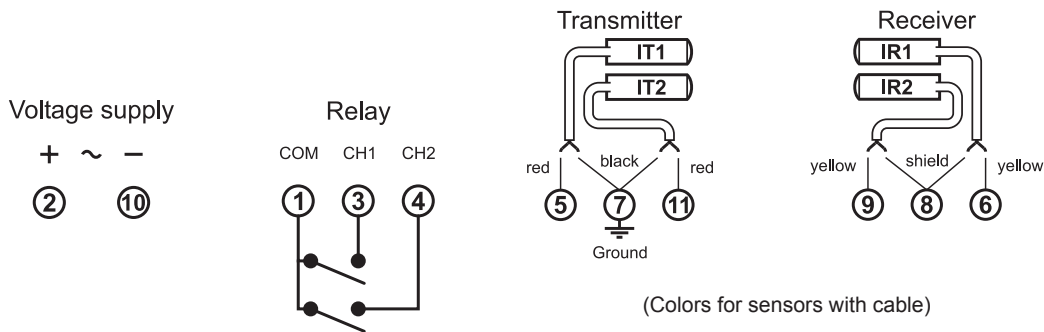 Transmitter
IT1
IT2
red
black
red
5
7
11
Ground
Receiver
IR1
IR2
yellow
shield
yellow
9
8
6
Voltage supply
+ ~ −
2
10
Relay
COM CH1 CH2
1
3
4
(Colors for sensors with cable)